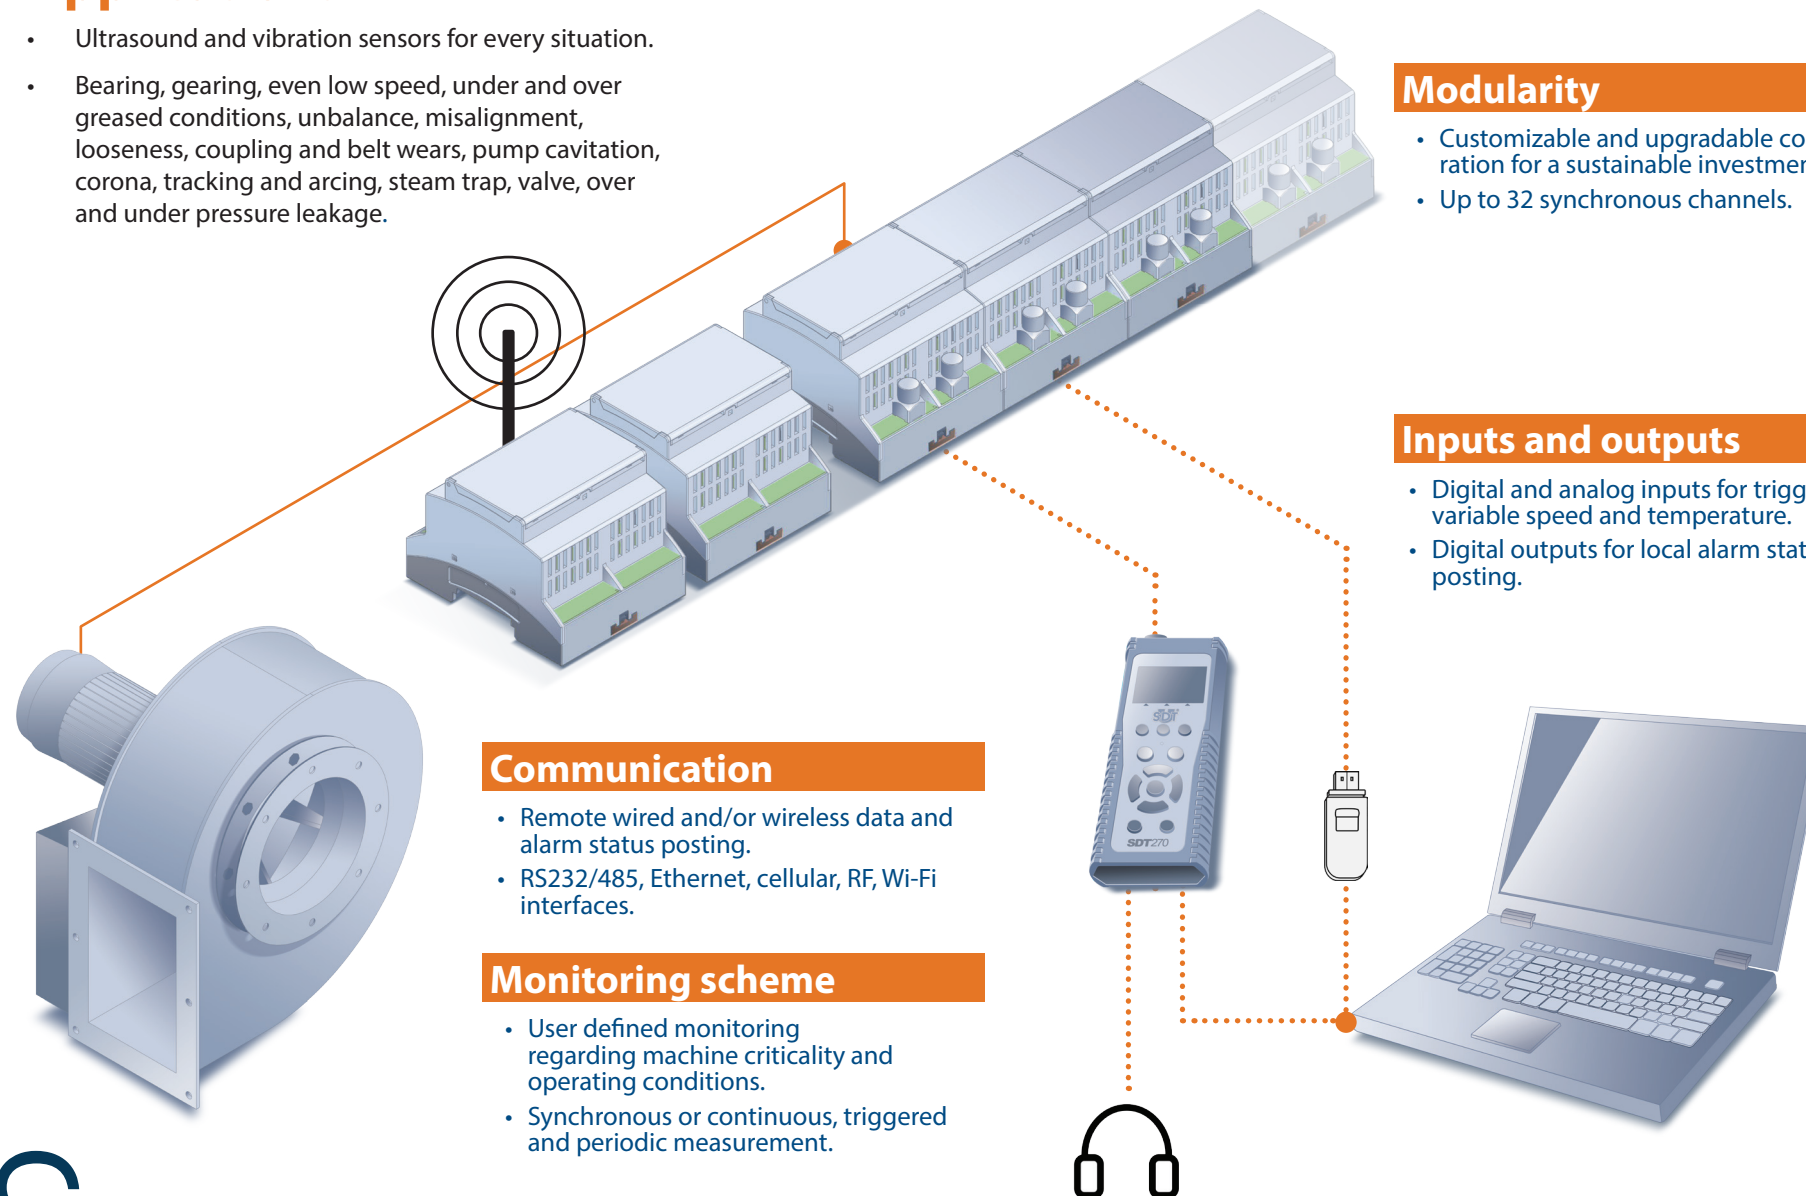 • Ultrasound and vibration sensors for every situation.
• Bearing, gearing, even low speed, under and over
greased conditions, unbalance, misalignment,
looseness, coupling and belt wears, pump cavitation,
corona, tracking and arcing, steam trap, valve, over
and under pressure leakage.
Modularity
• Customizable and upgradable co
ration for a sustainable investmen
• Up to 32 synchronous channels.
Inputs and outputs
• Digital and analog inputs for trigg
variable speed and temperature.
• Digital outputs for local alarm stat
posting.
Communication
• Remote wired and/or wireless data and
alarm status posting.
• RS232/485, Ethernet, cellular, RF, Wi-Fi
interfaces.
Monitoring scheme
• User defined monitoring
regarding machine criticality and
operating conditions.
• Synchronous or continuous, triggered
and periodic measurement.
SDT
SDT270